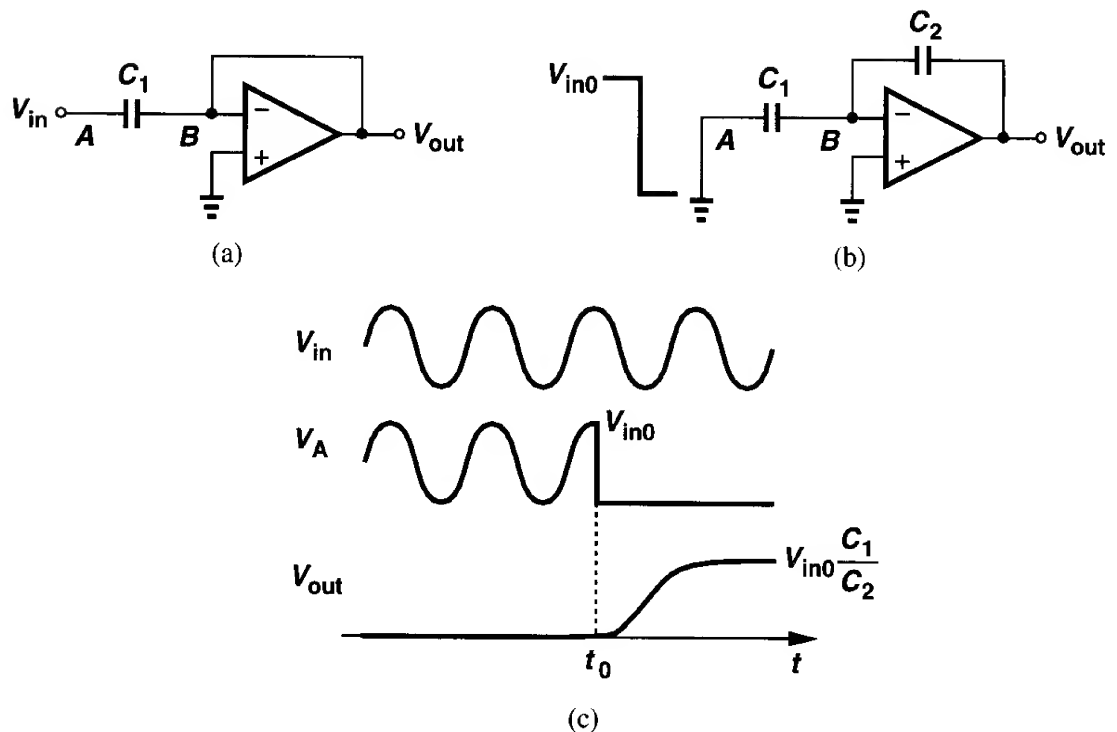 C1
Vin
A
B
−
+
Vout
(a)
C2
Vin0
C1
A
B
−
+
Vout
(b)
Vin
VA
Vin0
Vout
Vin0 C1/C2
t0
t
(c)